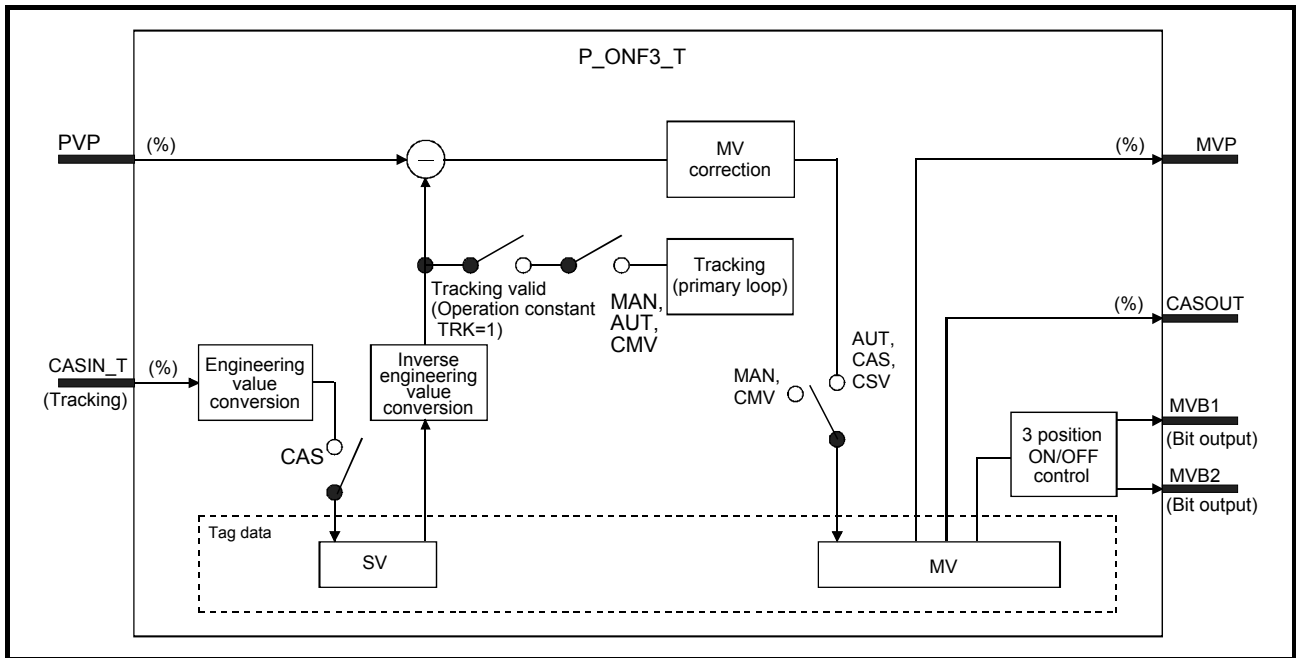 P_ONF3_T
PVP
(%)
MV
correction
(%)
MVP
Tracking valid
(Operation constant
TRK=1)
MAN,
AUT,
CMV
Tracking
(primary loop)
(%)
CASOUT
CASIN_T
(%)
(Tracking)
Engineering
value
conversion
Inverse
engineering
value
conversion
CAS
MAN,
CMV
AUT,
CAS,
CSV
3 position
ON/OFF
control
MVB1
(Bit output)
MVB2
(Bit output)
Tag data
SV
MV